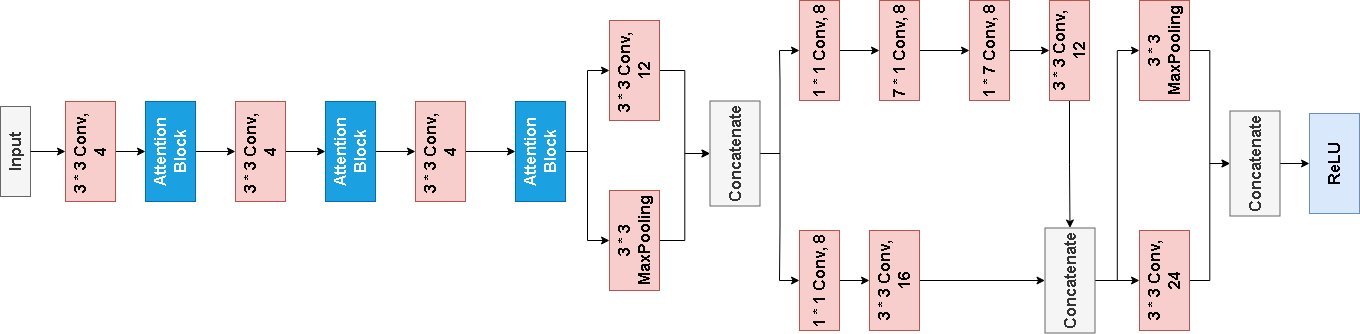 Input
3 * 3 Conv,
4
Attention
Block
3 * 3 Conv,
4
Attention
Block
3 * 3 Conv,
4
Attention
Block
3 * 3 Conv,
12
3 * 3
MaxPooling
Concatenate
1 * 1 Conv, 8
7 * 1 Conv, 8
1 * 7 Conv, 8
3 * 3 Conv,
12
1 * 1 Conv, 8
3 * 3 Conv,
16
Concatenate
3 * 3
MaxPooling
3 * 3 Conv,
24
Concatenate
ReLU